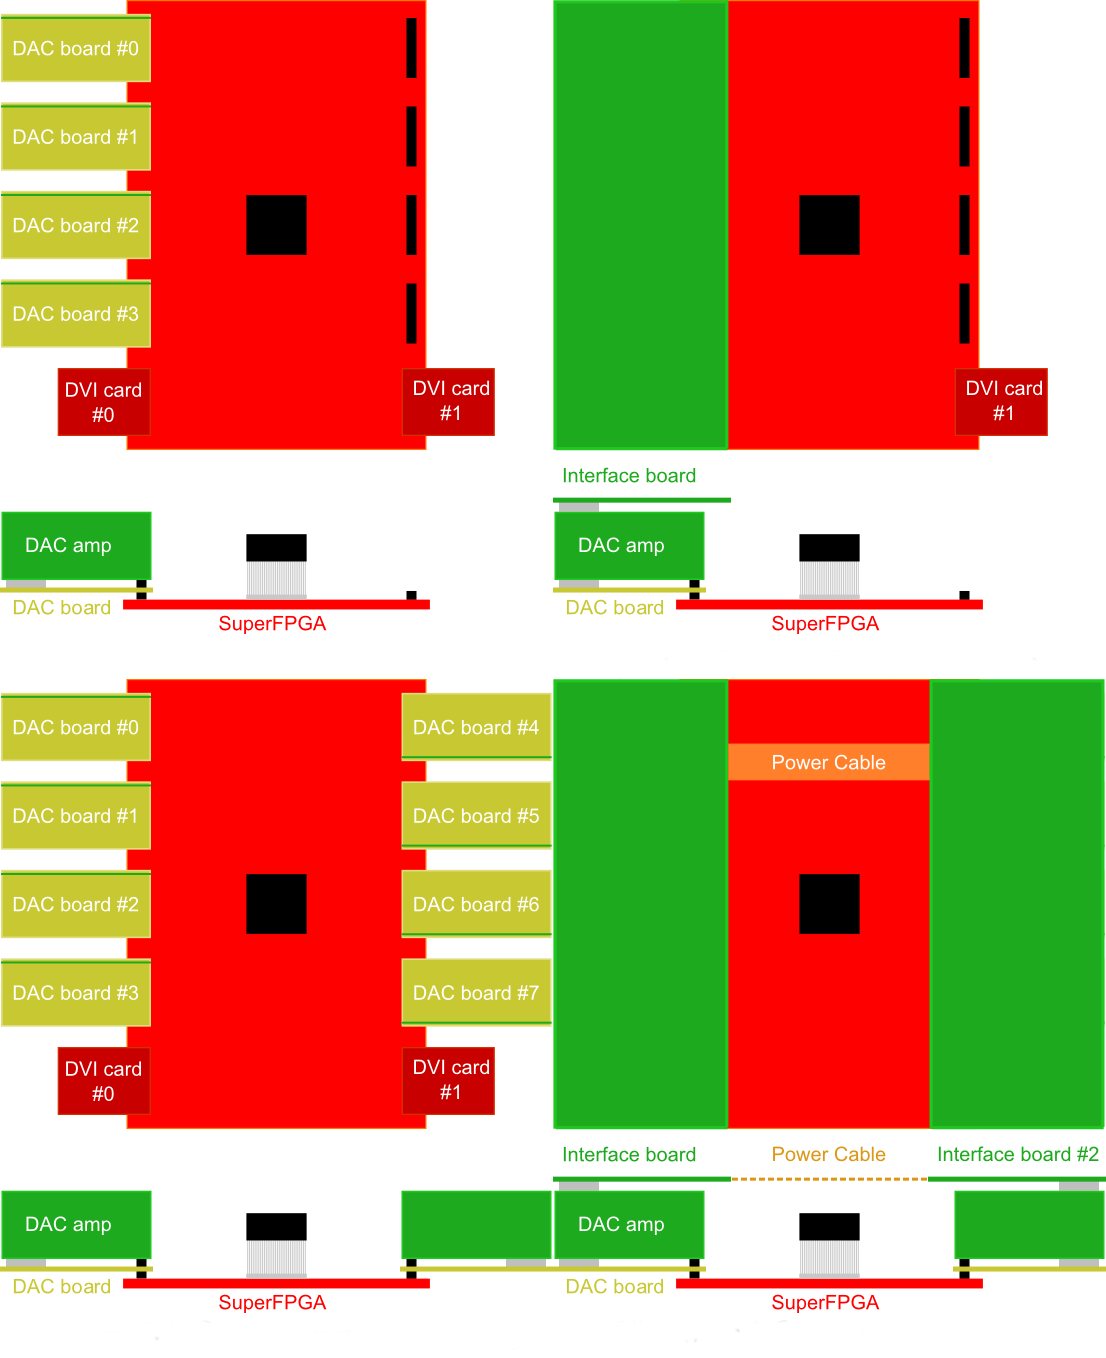 DAC board #0
DAC board #1
DAC board #2
DAC board #3
DVI card
#0
DVI card
#1
DVI card
#1
Interface board
DAC amp
DAC board
SuperFPGA
DAC amp
DAC board
SuperFPGA
DAC board #0
DAC board #4
Power Cable
DAC board #1
DAC board #5
DAC board #2
DAC board #6
DAC board #3
DAC board #7
DVI card
#0
DVI card
#1
Interface board
Power Cable
Interface board #2
DAC amp
DAC board
SuperFPGA
DAC amp
DAC board
SuperFPGA